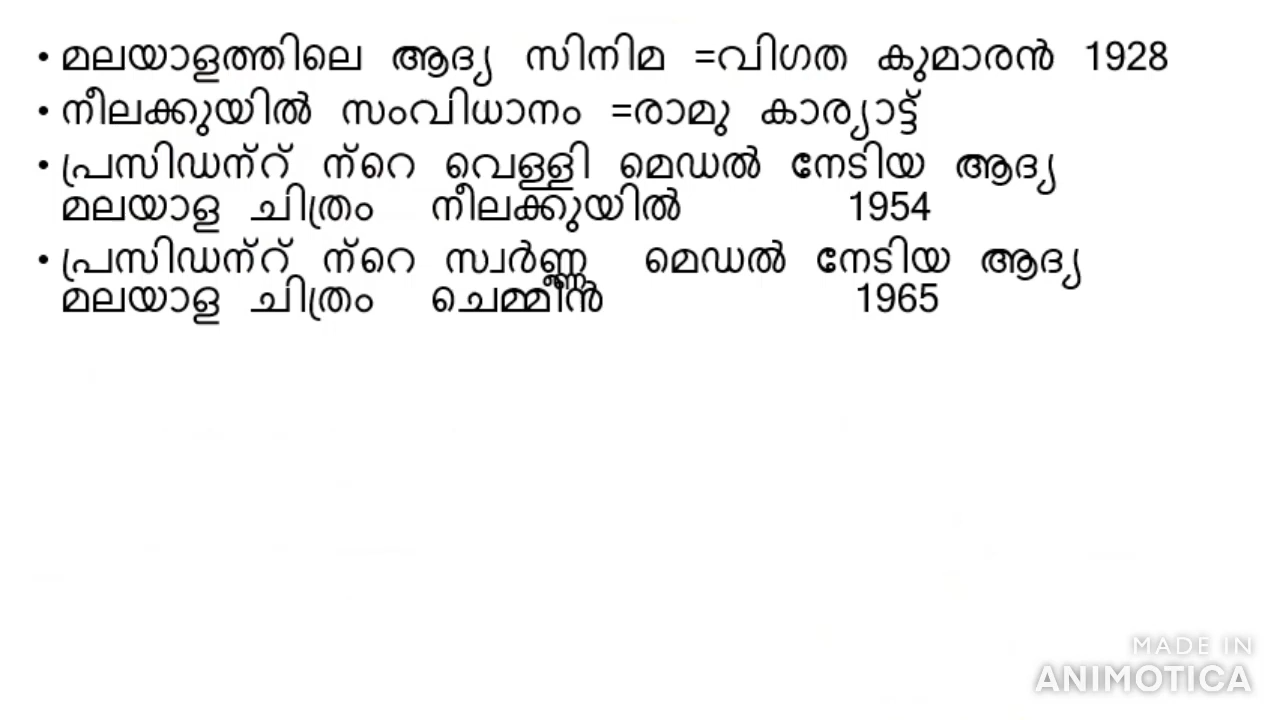 • മലയാളത്തിലെ ആദ്യ സിനിമ =വിഗത കുമാരൻ 1928
• നീലക്കുയിൽ സംവിധാനം =രാമു കാര്യാട്ട്
• പ്രസിഡന്റ് ന്റെ വെള്ളി മെഡൽ നേടിയ ആദ്യ
മലയാള ചിത്രം നീലക്കുയിൽ 1954
• പ്രസിഡന്റ് ന്റെ സ്വർണ്ണ മെഡൽ നേടിയ ആദ്യ
മലയാള ചിത്രം ചെമ്മീൻ 1965
MADE IN
ANIMOTICA